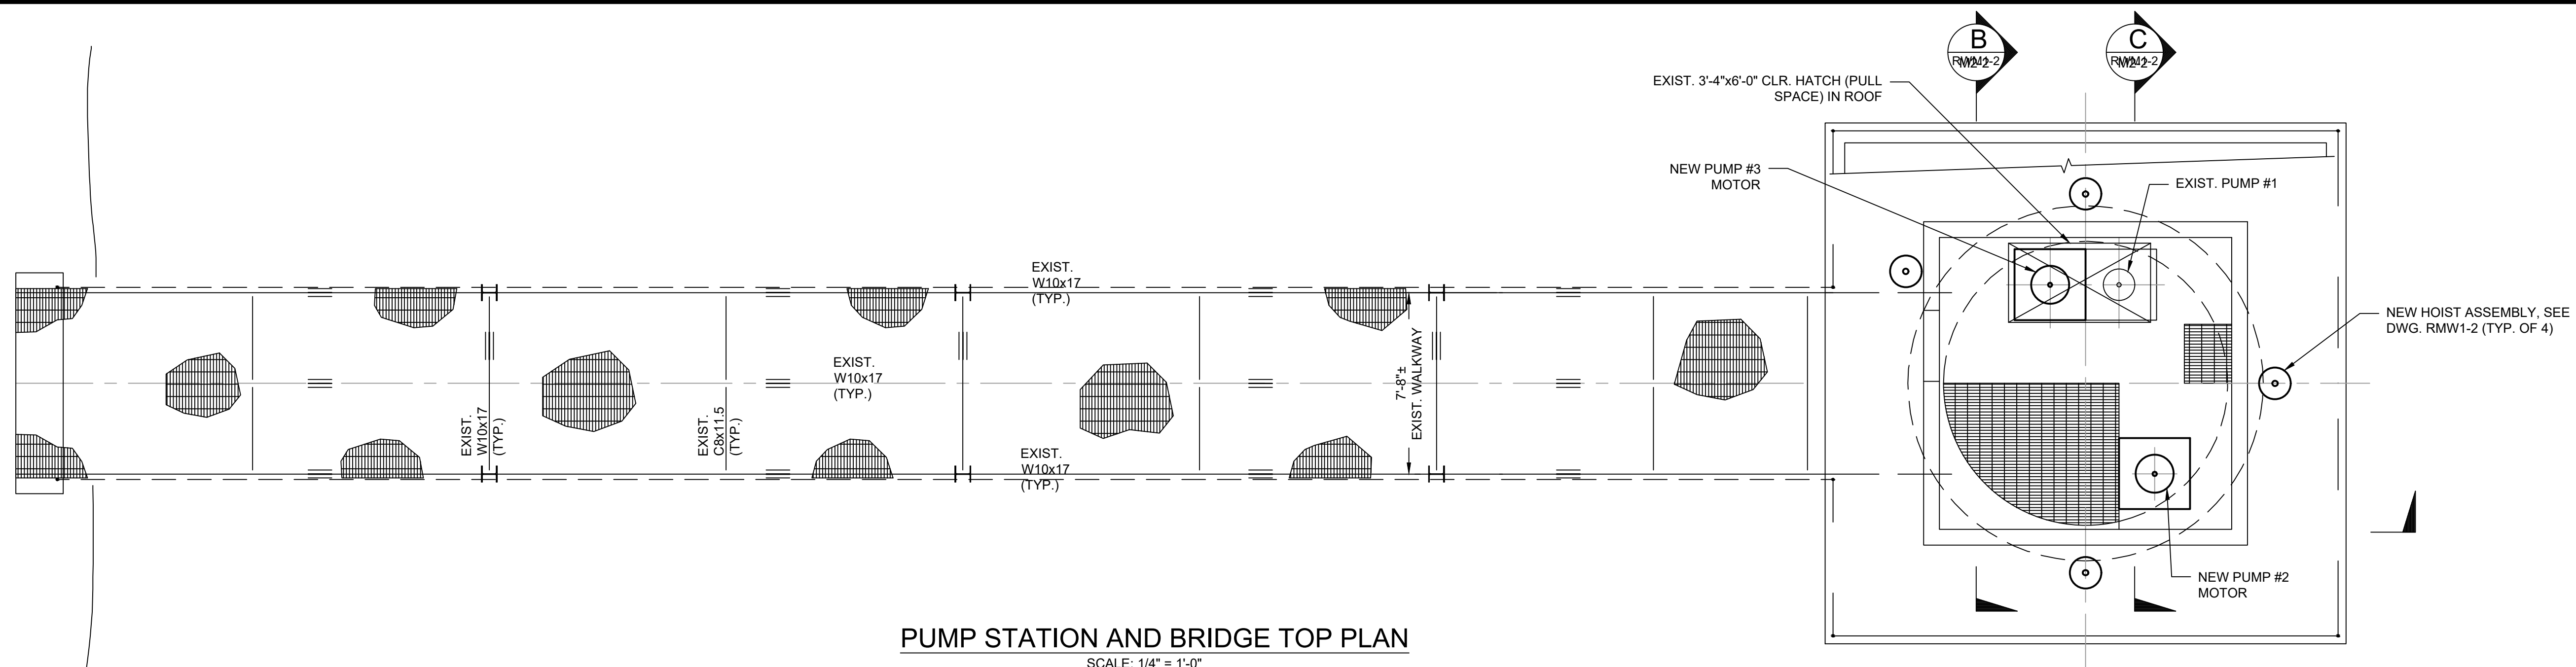 B
C
EXIST. 3'-4"x6'-0" CLR. HATCH (PULL
SPACE) IN ROOF
NEW PUMP #3
MOTOR
EXIST. PUMP #1
EXIST.
W10x17
(TYP.)
NEW HOIST ASSEMBLY, SEE
DWG. RMW1-2 (TYP. OF 4)
EXIST.
W10x17
(TYP.)
EXIST.
W10x17
(TYP.)
EXIST.
C8x11.5
(TYP.)
7'-8"±
EXIST. WALKWAY
EXIST.
W10x17
(TYP.)
NEW PUMP #2
MOTOR
PUMP STATION AND BRIDGE TOP PLAN
SCALE: 1/4" = 1'-0"